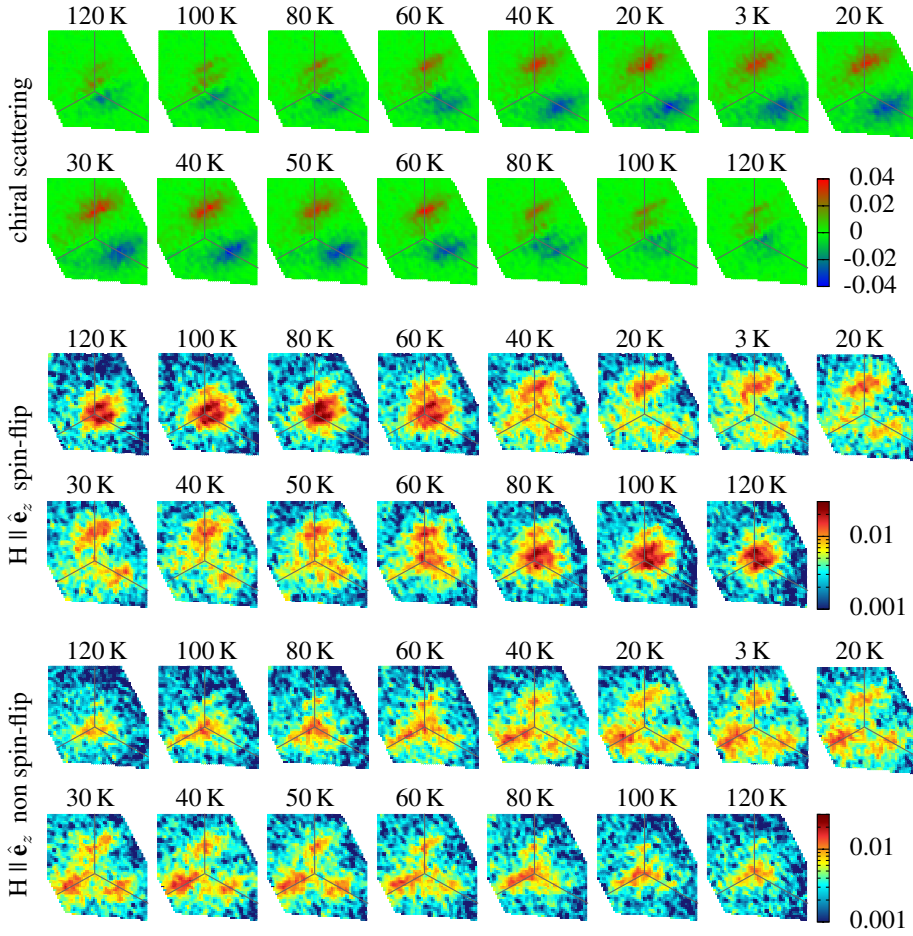 120 K 100 K 80 K 60 K 40 K 20 K 3 K 20 K
chiral scattering
30 K 40 K 50 K 60 K 80 K 100 K 120 K
0.04
0.02
0
-0.02
-0.04
120 K 100 K 80 K 60 K 40 K 20 K 3 K 20 K
H || ê_z spin-flip
30 K 40 K 50 K 60 K 80 K 100 K 120 K
0.01
0.001
120 K 100 K 80 K 60 K 40 K 20 K 3 K 20 K
H || ê_z non spin-flip
30 K 40 K 50 K 60 K 80 K 100 K 120 K
0.01
0.001